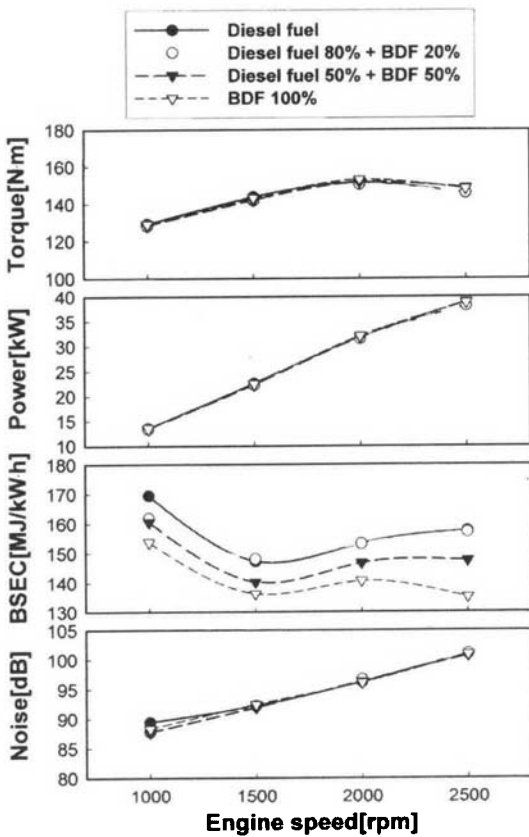 Diesel fuel
Diesel fuel 80% + BDF 20%
Diesel fuel 50% + BDF 50%
BDF 100%
Torque[N·m]
180
160
140
120
100
Power[kW]
40
35
30
25
20
15
10
BSEC[MJ/kW·h]
180
170
160
150
140
130
Noise[dB]
105
100
95
90
85
80
1000 1500 2000 2500
Engine speed[rpm]